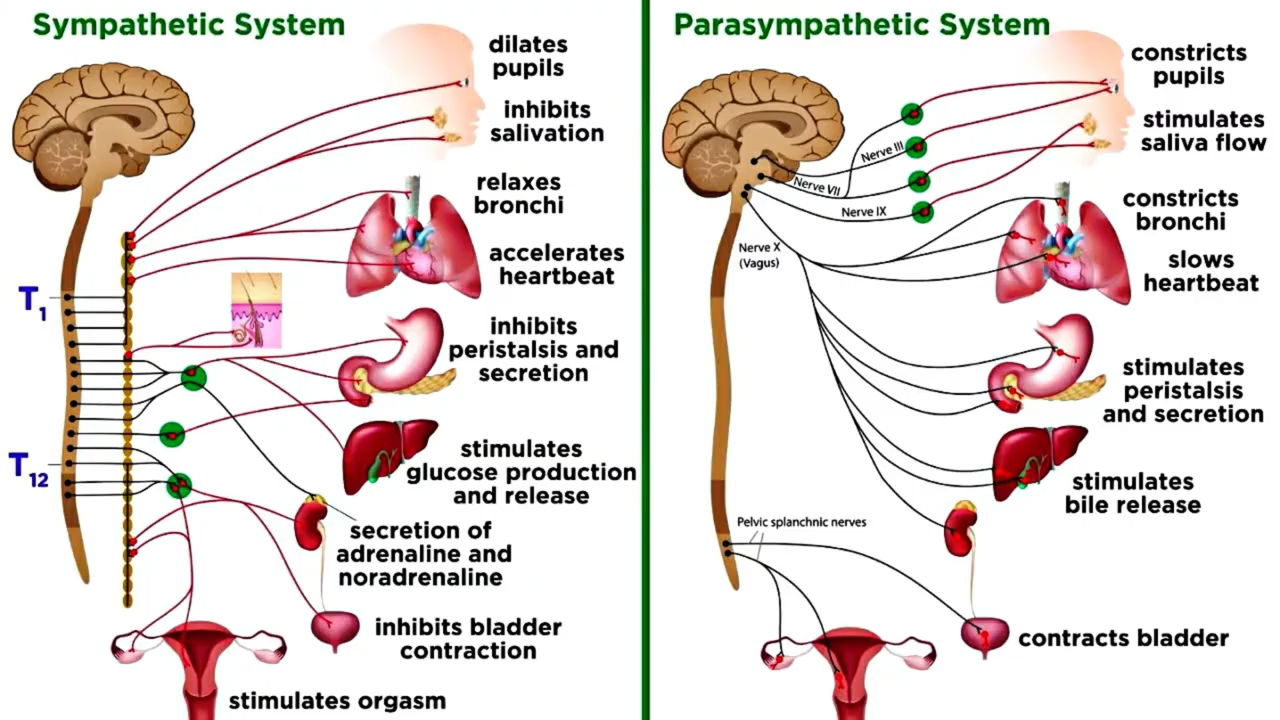 Sympathetic System
dilates
pupils
inhibits
salivation
relaxes
bronchi
accelerates
heartbeat
T1
inhibits
peristalsis and
secretion
T12
stimulates
glucose production
and release
secretion of
adrenaline and
noradrenaline
inhibits bladder
contraction
stimulates orgasm
Parasympathetic System
constricts
pupils
stimulates
saliva flow
Nerve III
Nerve VII
Nerve IX
Nerve X
(Vagus)
constricts
bronchi
slows
heartbeat
stimulates
peristalsis
and secretion
stimulates
bile release
Pelvic splanchnic nerves
contracts bladder